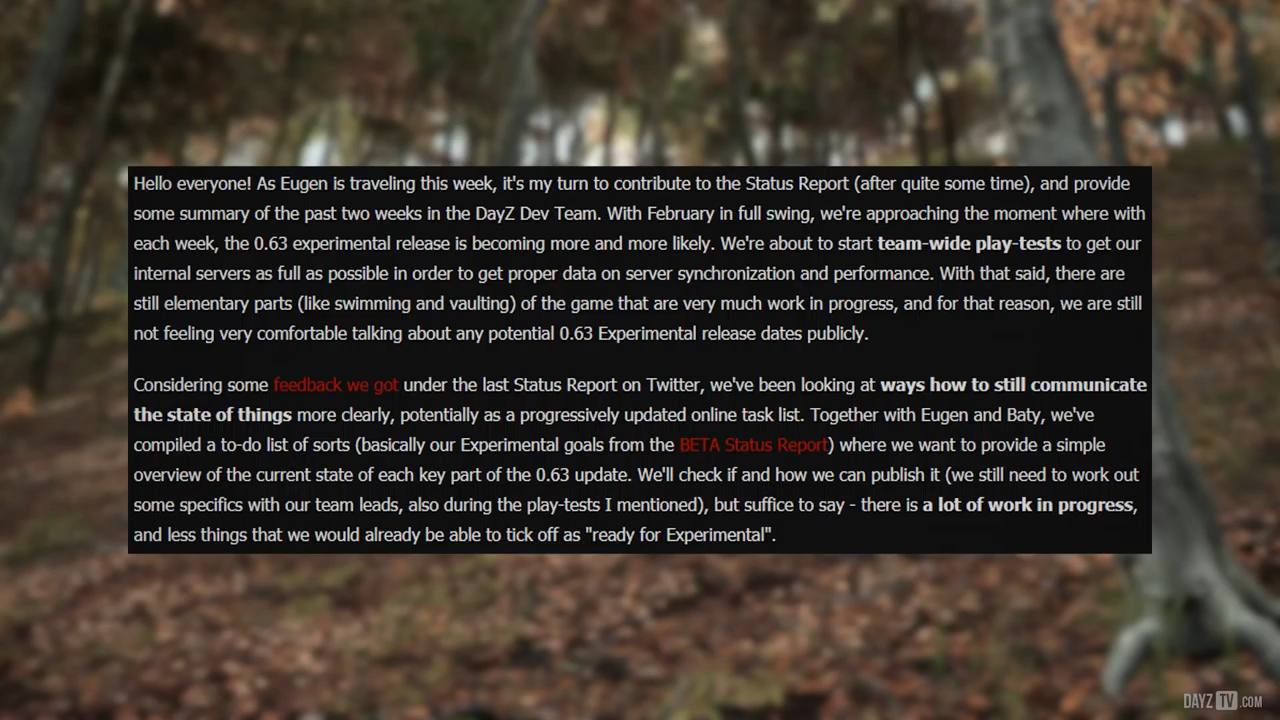 Hello everyone! As Eugen is traveling this week, it's my turn to contribute to the Status Report (after quite some time), and provide
some summary of the past two weeks in the DayZ Dev Team. With February in full swing, we're approaching the moment where with
each week, the 0.63 experimental release is becoming more and more likely. We're about to start team-wide play-tests to get our
internal servers as full as possible in order to get proper data on server synchronization and performance. With that said, there are
still elementary parts (like swimming and vaulting) of the game that are very much work in progress, and for that reason, we are still
not feeling very comfortable talking about any potential 0.63 Experimental release dates publicly.
Considering some feedback we got under the last Status Report on Twitter, we've been looking at ways how to still communicate
the state of things more clearly, potentially as a progressively updated online task list. Together with Eugen and Baty, we've
compiled a to-do list of sorts (basically our Experimental goals from the BETA Status Report) where we want to provide a simple
overview of the current state of each key part of the 0.63 update. We'll check if and how we can publish it (we still need to work out
some specifics with our team leads, also during the play-tests I mentioned), but suffice to say - there is a lot of work in progress,
and less things that we would already be able to tick off as "ready for Experimental".
DAYZ TV .COM